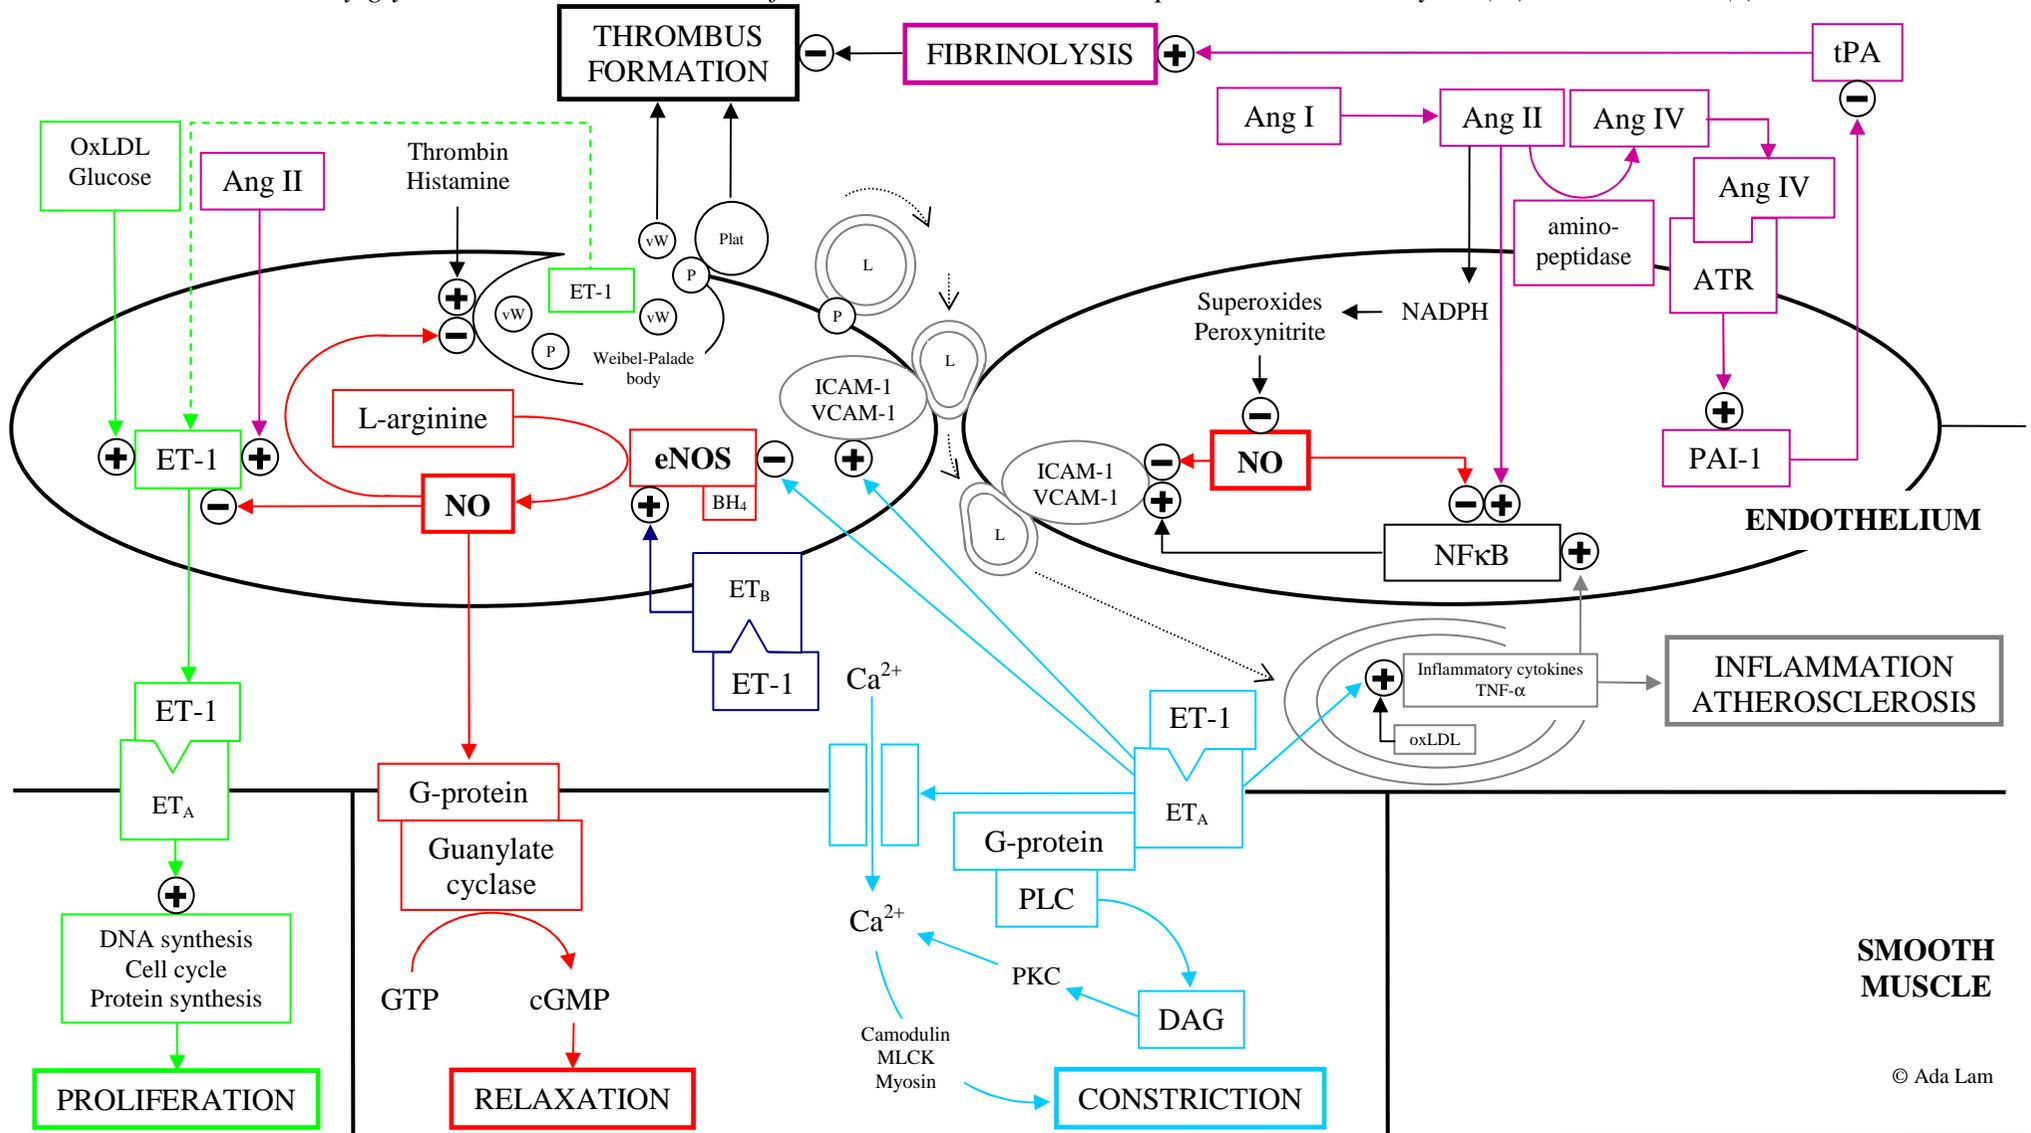 THROMBUS
FORMATION
FIBRINOLYSIS
tPA
Ang I
Ang II
Ang IV
Ang IV
OxLDL
Glucose
Ang II
Thrombin
Histamine
vW
Plat
P
ET-1
vW
vW
P
Weibel-Palade
body
L
P
L
L
ICAM-1
VCAM-1
amino-
peptidase
ATR
Superoxides
Peroxynitrite
NADPH
L-arginine
ET-1
eNOS
BH4
NO
ICAM-1
VCAM-1
NO
PAI-1
NFκB
ENDOTHELIUM
ETB
ET-1
Ca2+
ET-1
ETA
Inflammatory cytokines
TNF-α
oxLDL
INFLAMMATION
ATHEROSCLEROSIS
ET-1
ETA
G-protein
Guanylate
cyclase
G-protein
PLC
Ca2+
PKC
DAG
DNA synthesis
Cell cycle
Protein synthesis
GTP
cGMP
Camodulin
MLCK
Myosin
SMOOTH
MUSCLE
PROLIFERATION
RELAXATION
CONSTRICTION
© Ada Lam